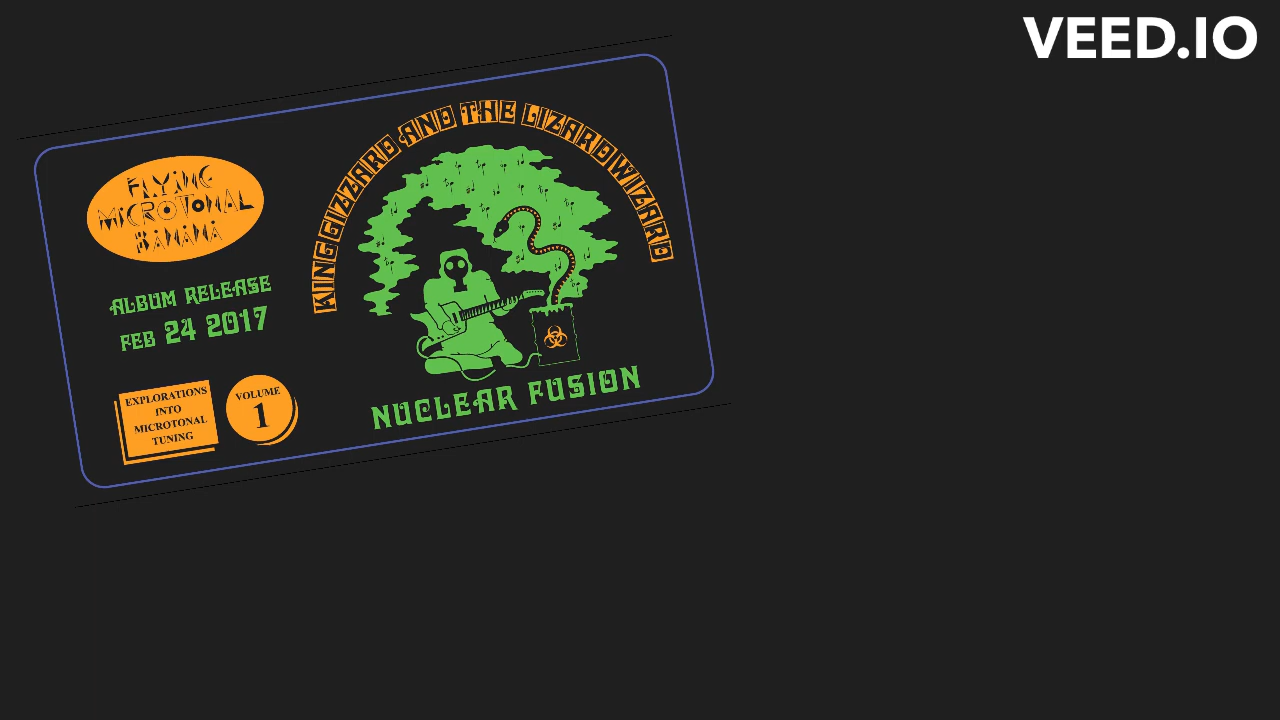 VEED.IO
KING GIZZARD AND THE LIZARD WIZARD
FLYING
MICROTONAL
BANANA
ALBUM RELEASE
FEB 24 2017
EXPLORATIONS
INTO
MICROTONAL
TUNING
VOLUME
1
NUCLEAR FUSION